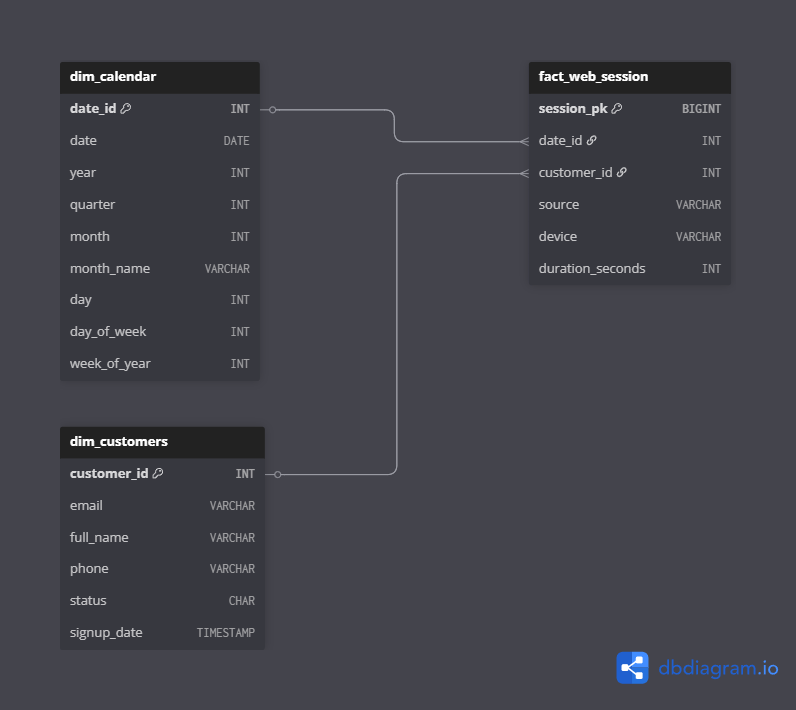 dim_calendar
date_id INT
date DATE
year INT
quarter INT
month INT
month_name VARCHAR
day INT
day_of_week INT
week_of_year INT
fact_web_session
session_pk BIGINT
date_id INT
customer_id INT
source VARCHAR
device VARCHAR
duration_seconds INT
dim_customers
customer_id INT
email VARCHAR
full_name VARCHAR
phone VARCHAR
status CHAR
signup_date TIMESTAMP
dbdiagram.io